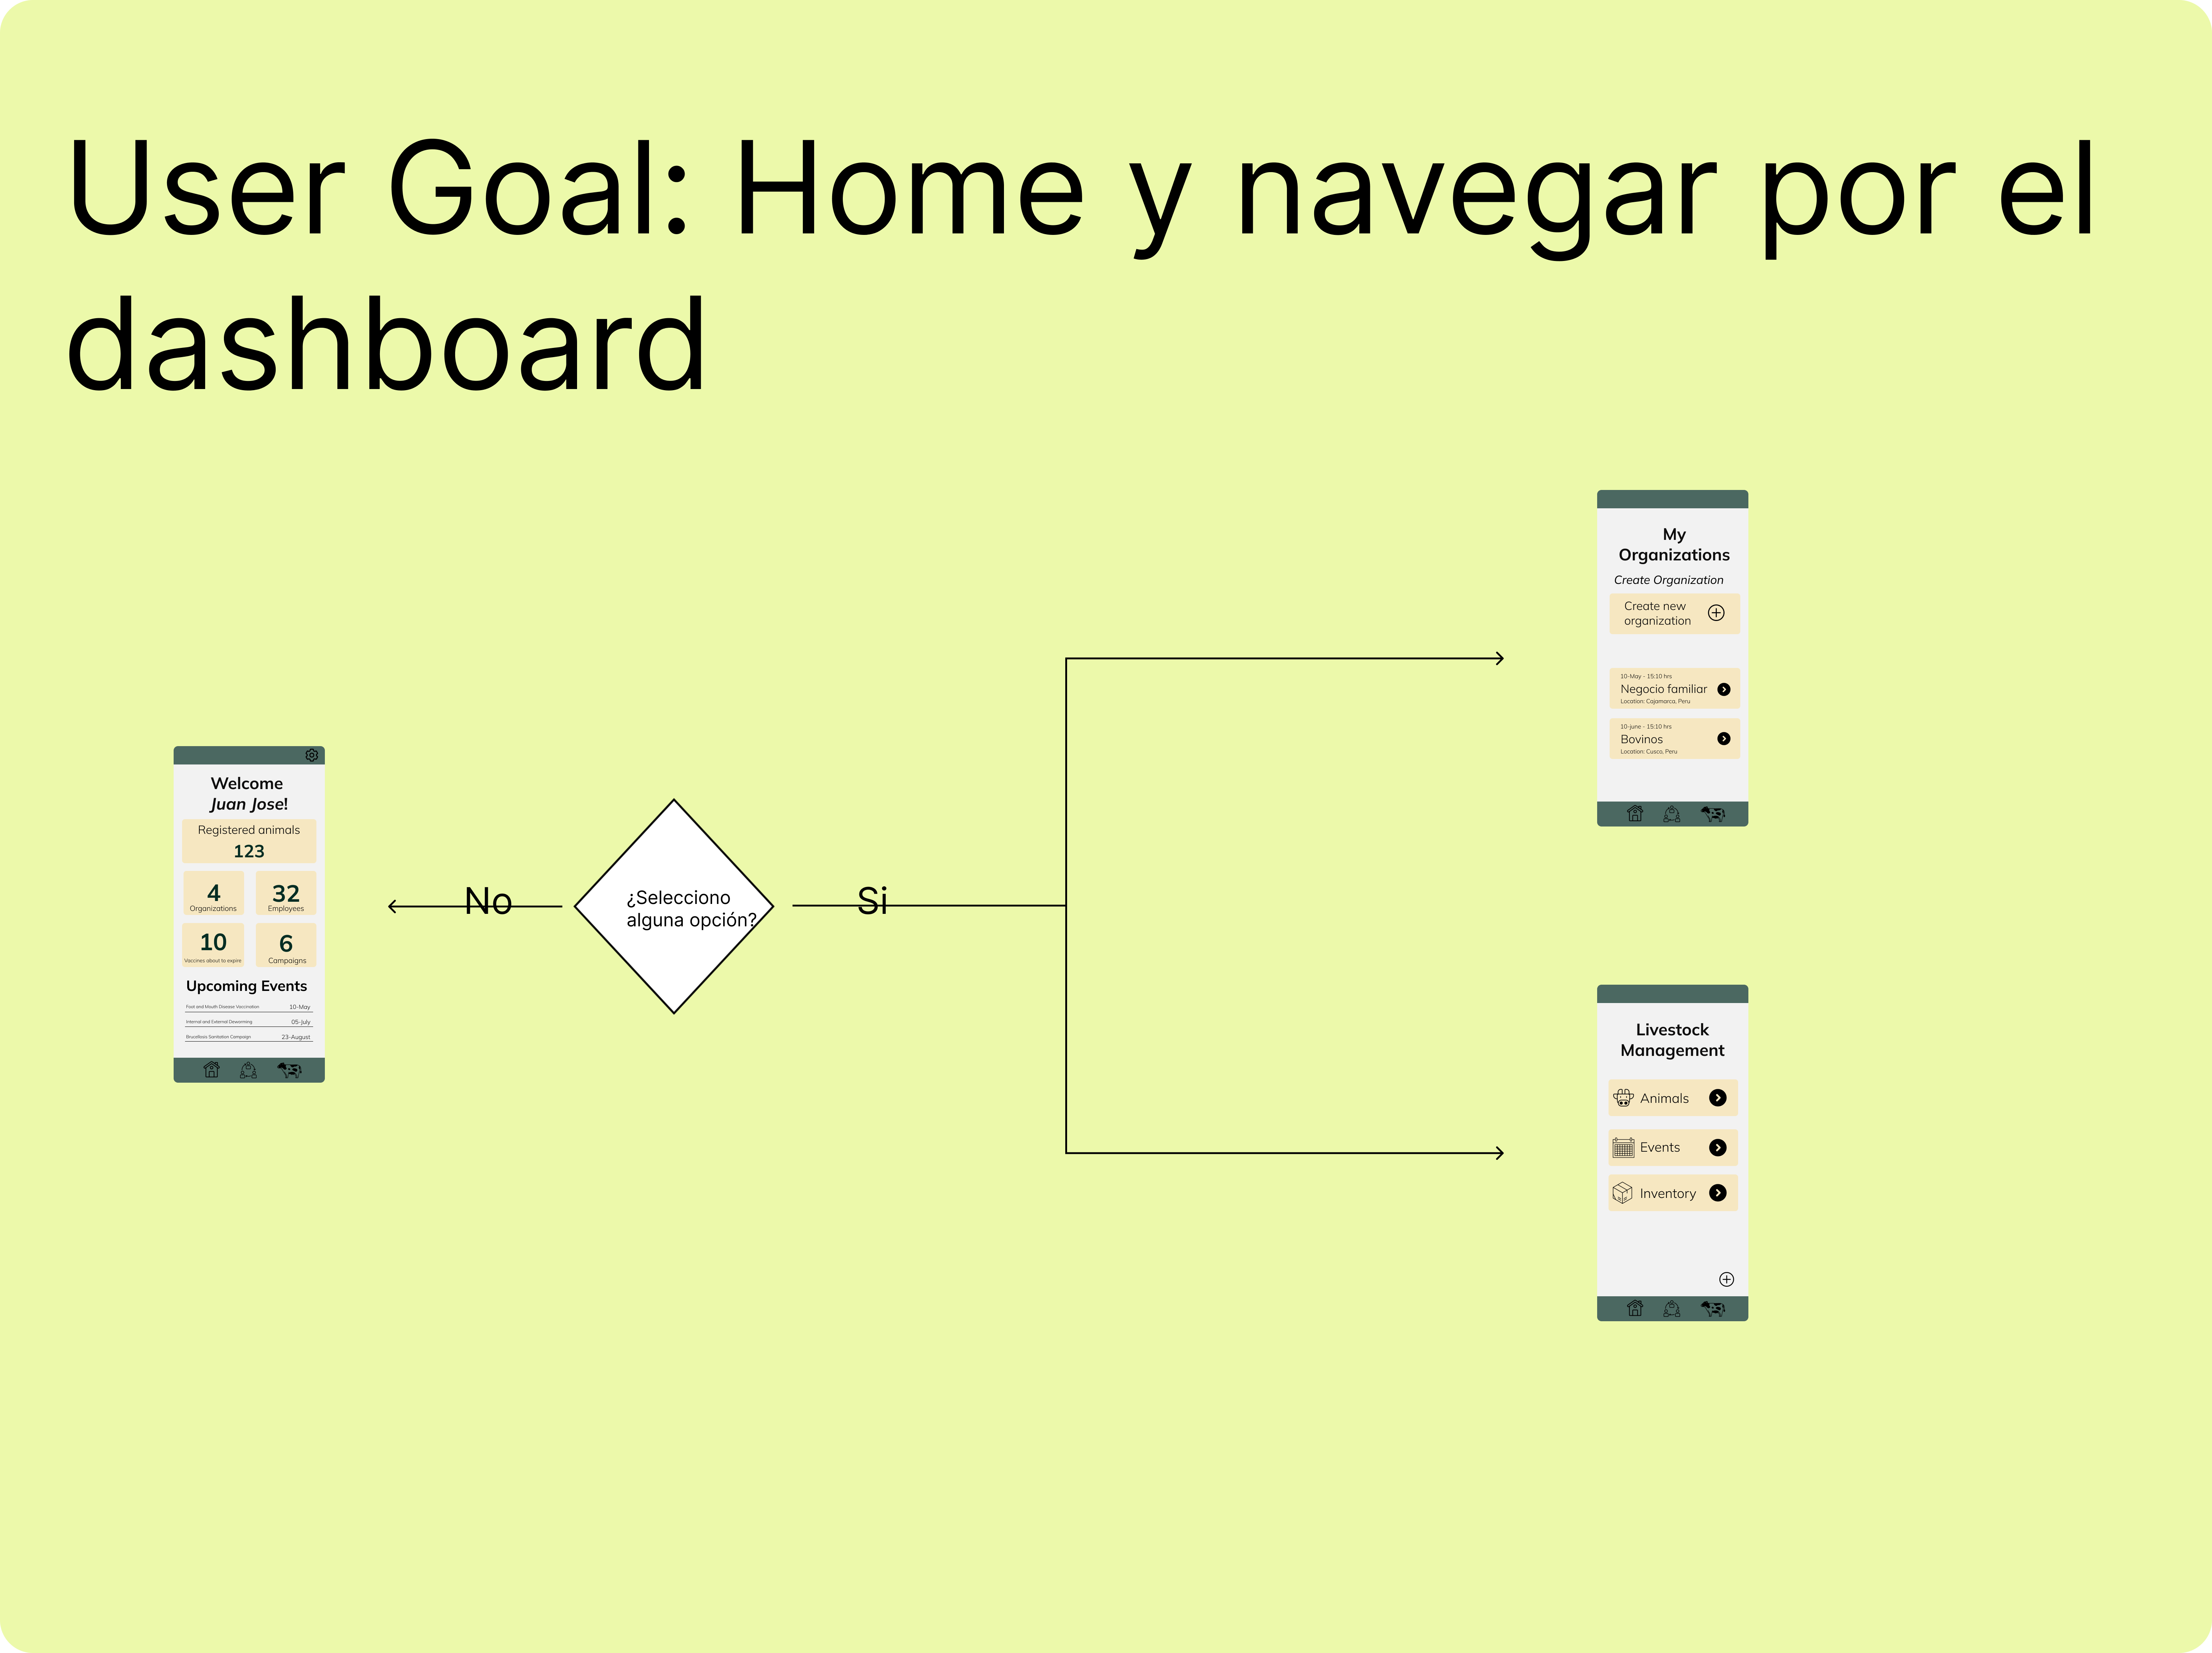 User Goal: Home y navegar por el
dashboard
Welcome
Juan Jose!
Registered animals
123
4
Organizations
32
Employees
10
Vaccines about to expire
6
Campaigns
Upcoming Events
Foot and Mouth Disease Vaccination 10-May
Internal and External Deworming 05-July
Brucellosis Sanitation Campaign 23-August
No
¿Selecciono
alguna opción?
Si
My
Organizations
Create Organization
Create new
organization
10-May - 15:10 hrs
Negocio familiar
Location: Cajamarca, Peru
10-june - 15:10 hrs
Bovinos
Location: Cusco, Peru
Livestock
Management
Animals
Events
Inventory